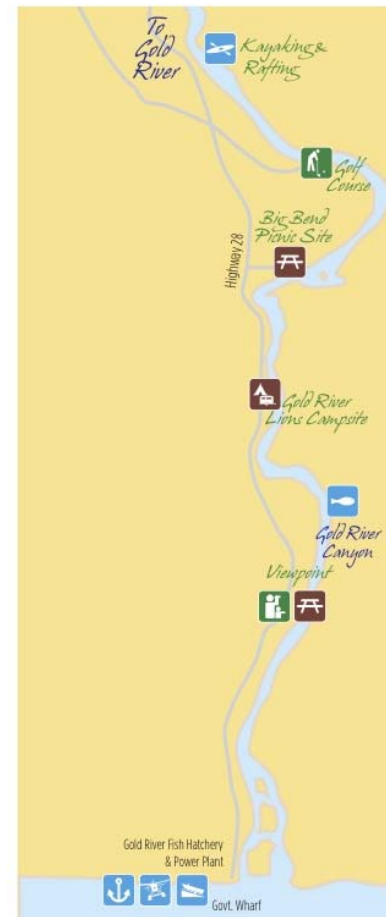 To
Gold
River
Kayaking &
Rafting
Golf
Course
Big Bend
Picnic Site
Highway 28
Gold River
Lions Campsite
Gold River
Canyon
Viewpoint
Gold River Fish Hatchery
& Power Plant
Govt. Wharf